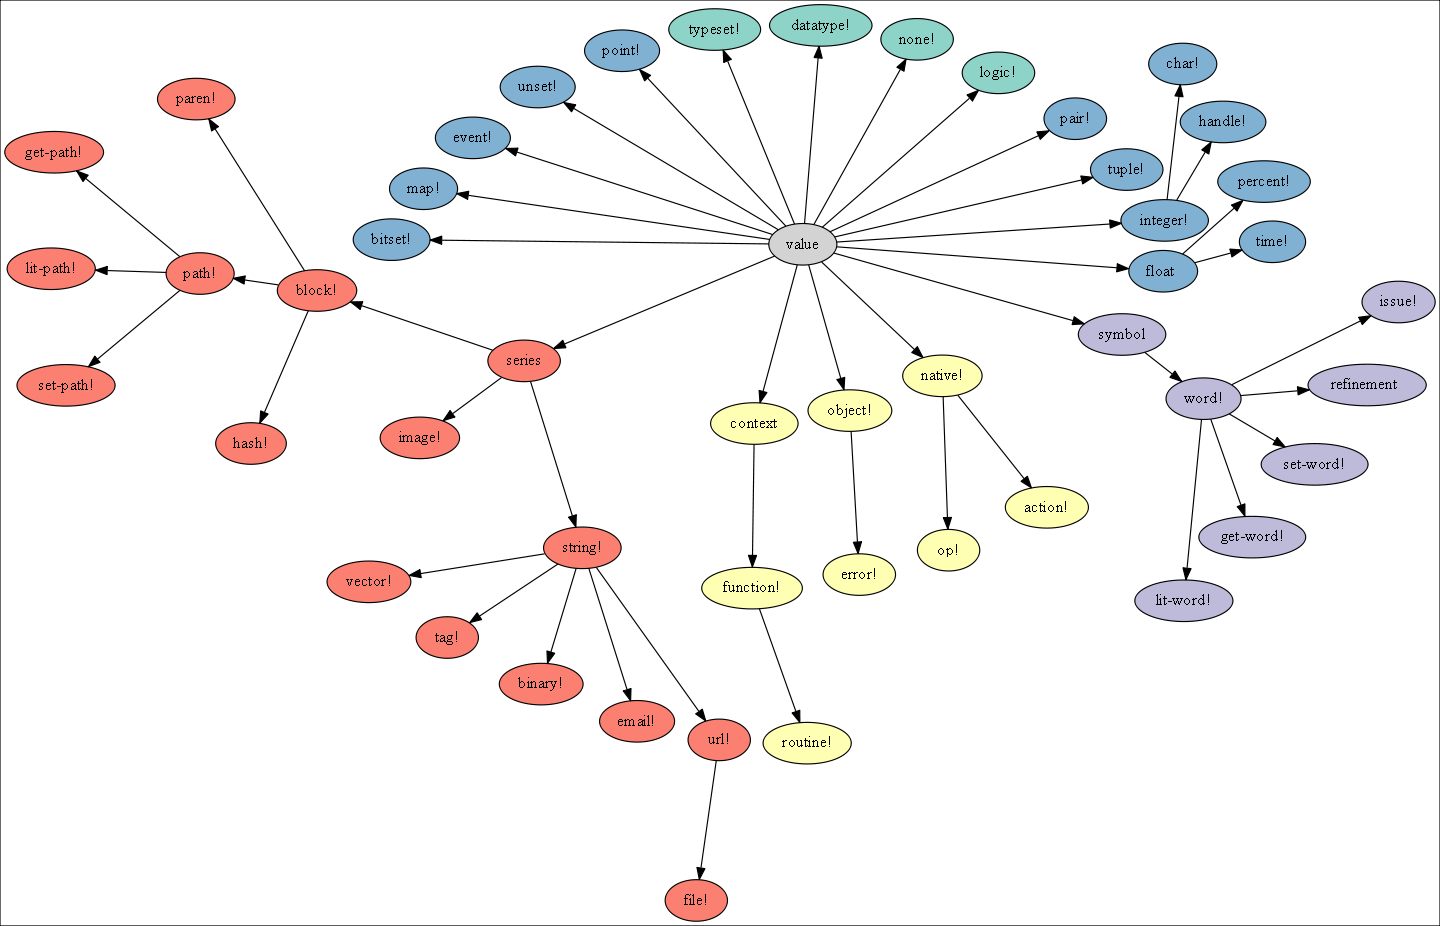 typeset!
datatype!
none!
point!
logic!
char!
unset!
paren!
pair!
handle!
event!
get-path!
tuple!
percent!
map!
integer!
bitset!
value
time!
lit-path!
path!
float
block!
issue!
symbol
series
native!
set-path!
refinement
word!
object!
context
image!
hash!
set-word!
action!
get-word!
string!
op!
error!
vector!
function!
lit-word!
tag!
binary!
email!
url!
routine!
file!